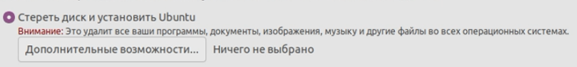 Стереть диск и установить Ubuntu
Внимание: Это удалит все ваши программы, документы, изображения, музыку и другие файлы во всех операционных системах.
Дополнительные возможности... Ничего не выбрано